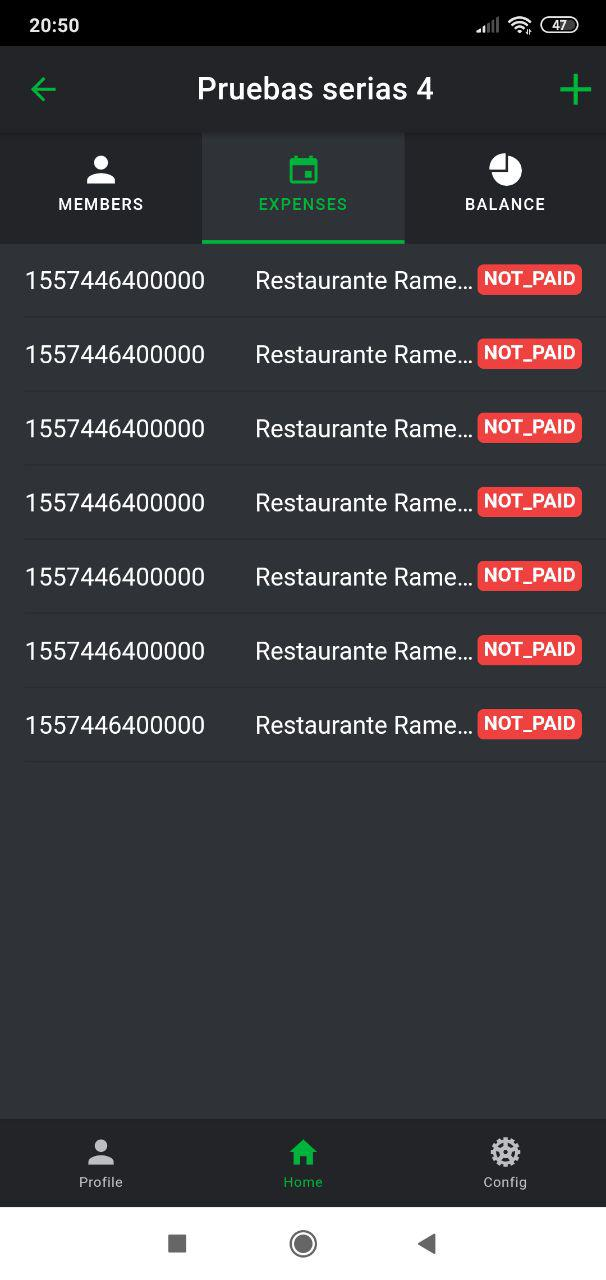 20:50 47
Pruebas serias 4
MEMBERS EXPENSES BALANCE
1557446400000 Restaurante Rame... NOT_PAID
1557446400000 Restaurante Rame... NOT_PAID
1557446400000 Restaurante Rame... NOT_PAID
1557446400000 Restaurante Rame... NOT_PAID
1557446400000 Restaurante Rame... NOT_PAID
1557446400000 Restaurante Rame... NOT_PAID
1557446400000 Restaurante Rame... NOT_PAID
Profile Home Config